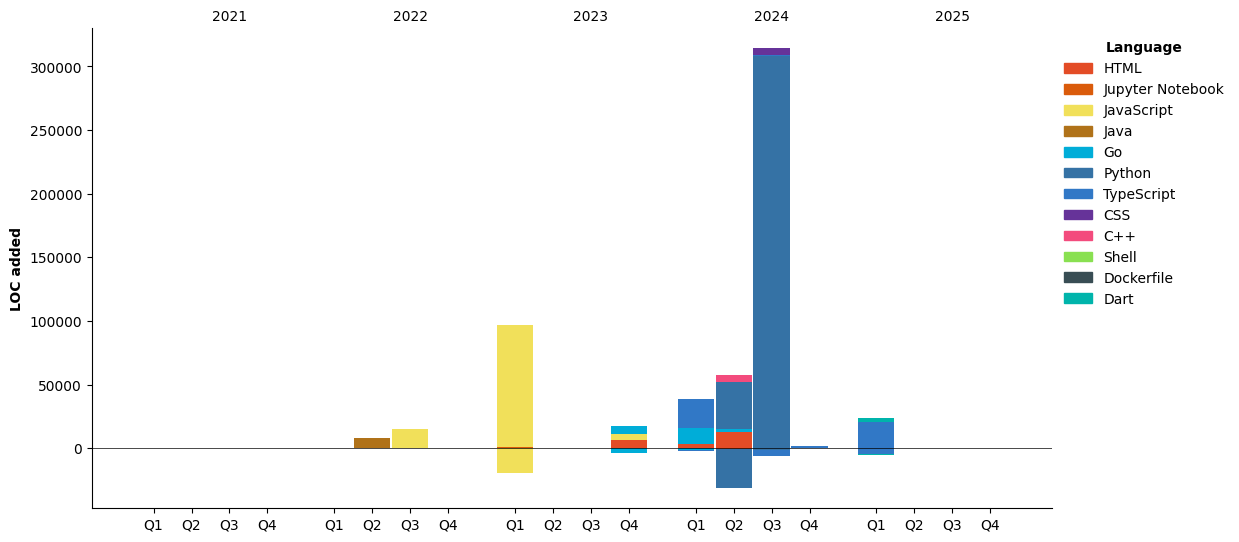 2021 2022 2023 2024 2025
LOC added
300000
250000
200000
150000
100000
50000
0
Q1 Q2 Q3 Q4 Q1 Q2 Q3 Q4 Q1 Q2 Q3 Q4 Q1 Q2 Q3 Q4 Q1 Q2 Q3 Q4
Language
HTML
Jupyter Notebook
JavaScript
Java
Go
Python
TypeScript
CSS
C++
Shell
Dockerfile
Dart